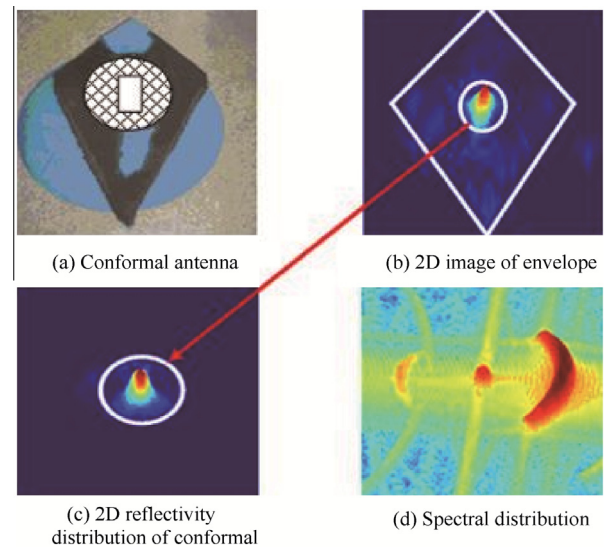 (a) Conformal antenna
(b) 2D image of envelope
(c) 2D reflectivity
distribution of conformal
(d) Spectral distribution